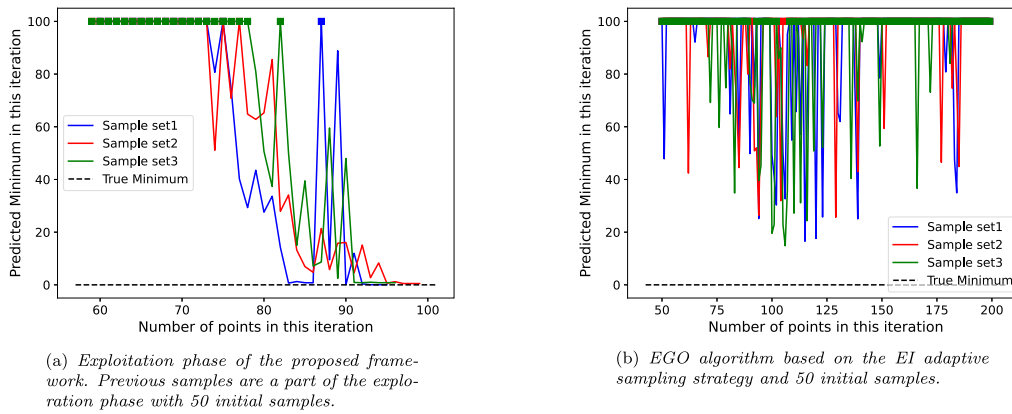 100
80
60
40
20
0
Predicted Minimum in this iteration
Sample set1
Sample set2
Sample set3
True Minimum
60
70
80
90
100
Number of points in this iteration
(a) Exploitation phase of the proposed frame-
work. Previous samples are a part of the explo-
ration phase with 50 initial samples.
100
80
60
40
20
0
Predicted Minimum in this iteration
Sample set1
Sample set2
Sample set3
True Minimum
50
75
100
125
150
175
200
Number of points in this iteration
(b) EGO algorithm based on the EI adaptive
sampling strategy and 50 initial samples.